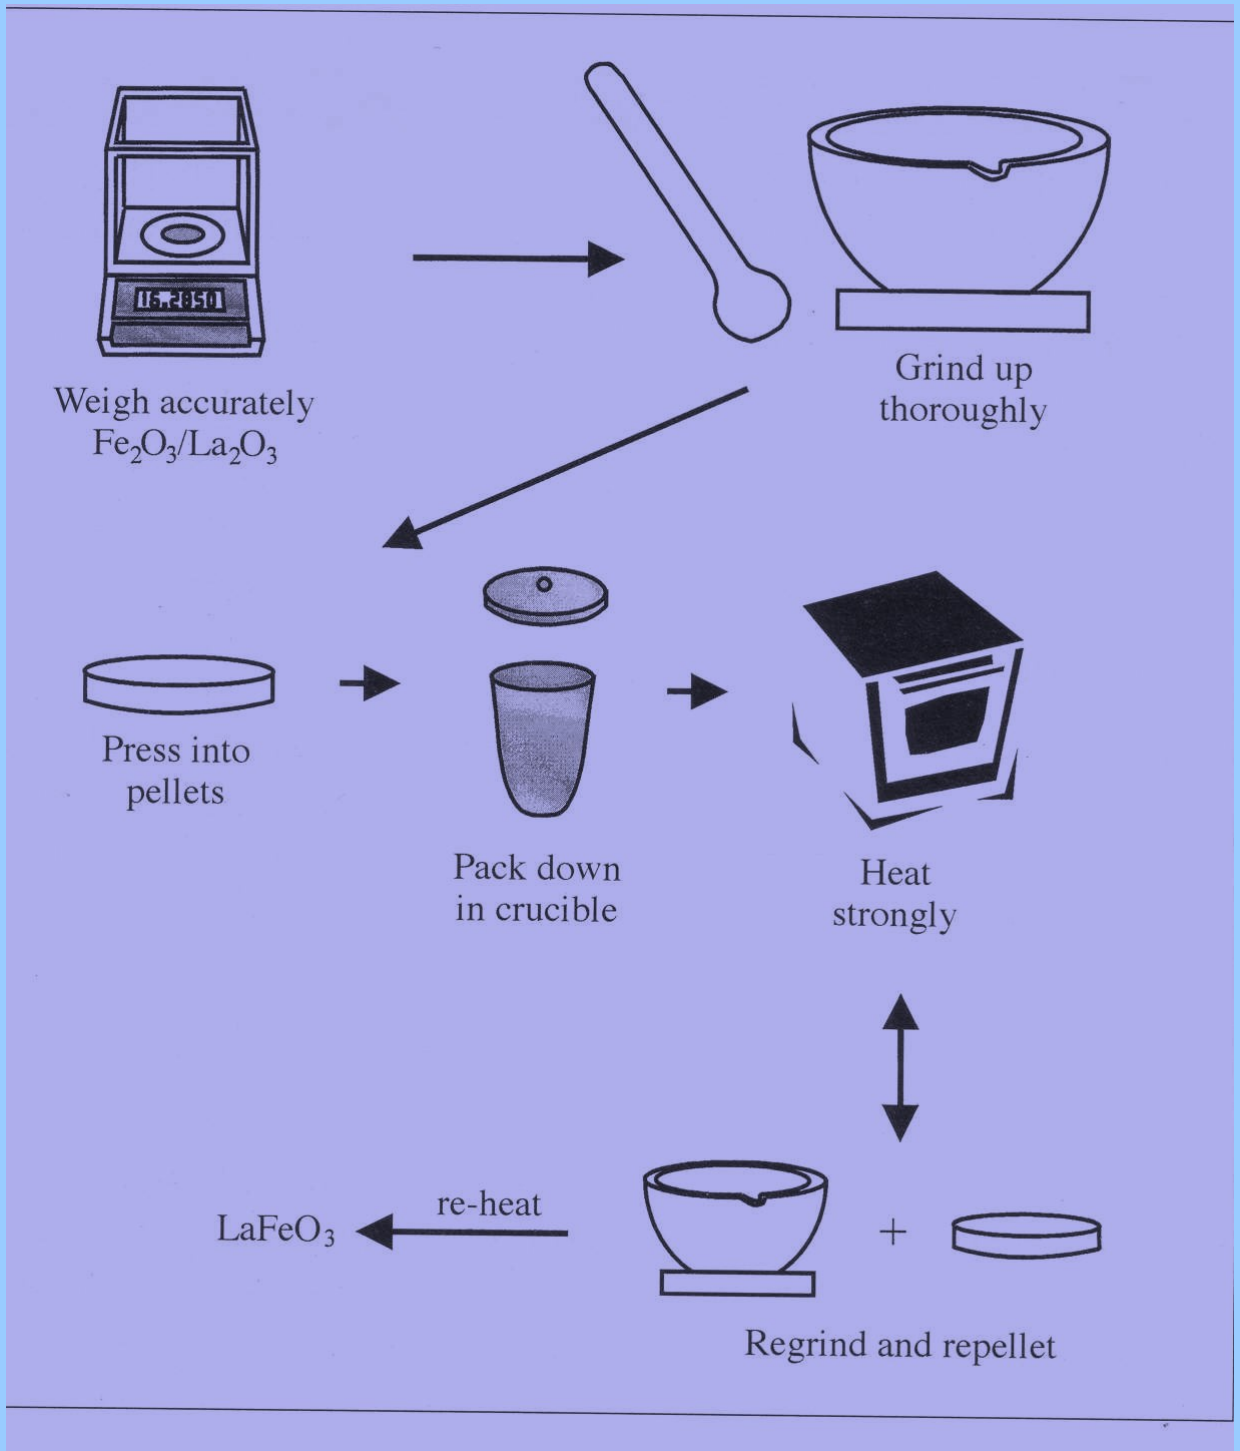 16.2850
Weigh accurately
Fe₂O₃/La₂O₃
Grind up
thoroughly
Press into
pellets
Pack down
in crucible
Heat
strongly
re-heat
LaFeO₃
+
Regrind and repellet